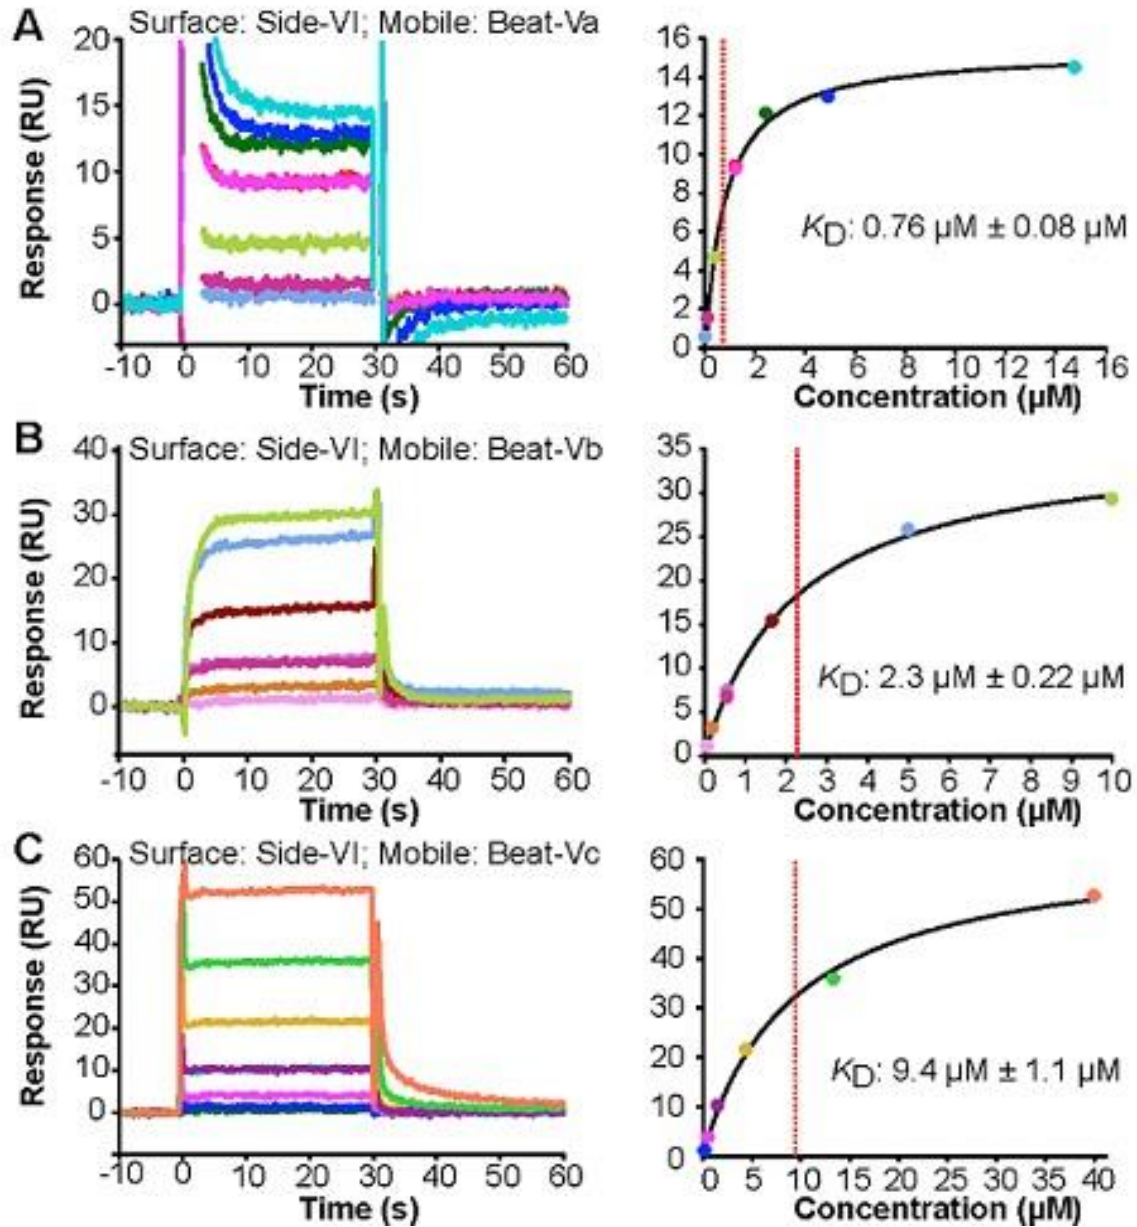 A
Surface: Side-VI; Mobile: Beat-Va
Response (RU)
20
15
10
5
0
-10 0 10 20 30 40 50 60
Time (s)
16
14
12
10
8
6
4
2
0
KD: 0.76 µM ± 0.08 µM
0 2 4 6 8 10 12 14 16
Concentration (µM)
B
Surface: Side-VI; Mobile: Beat-Vb
Response (RU)
40
30
20
10
0
-10 0 10 20 30 40 50 60
Time (s)
35
30
25
20
15
10
5
0
KD: 2.3 µM ± 0.22 µM
0 1 2 3 4 5 6 7 8 9 10
Concentration (µM)
C
Surface: Side-VI; Mobile: Beat-Vc
Response (RU)
60
50
40
30
20
10
0
-10 0 10 20 30 40 50 60
Time (s)
60
50
40
30
20
10
0
KD: 9.4 µM ± 1.1 µM
0 5 10 15 20 25 30 35 40
Concentration (µM)